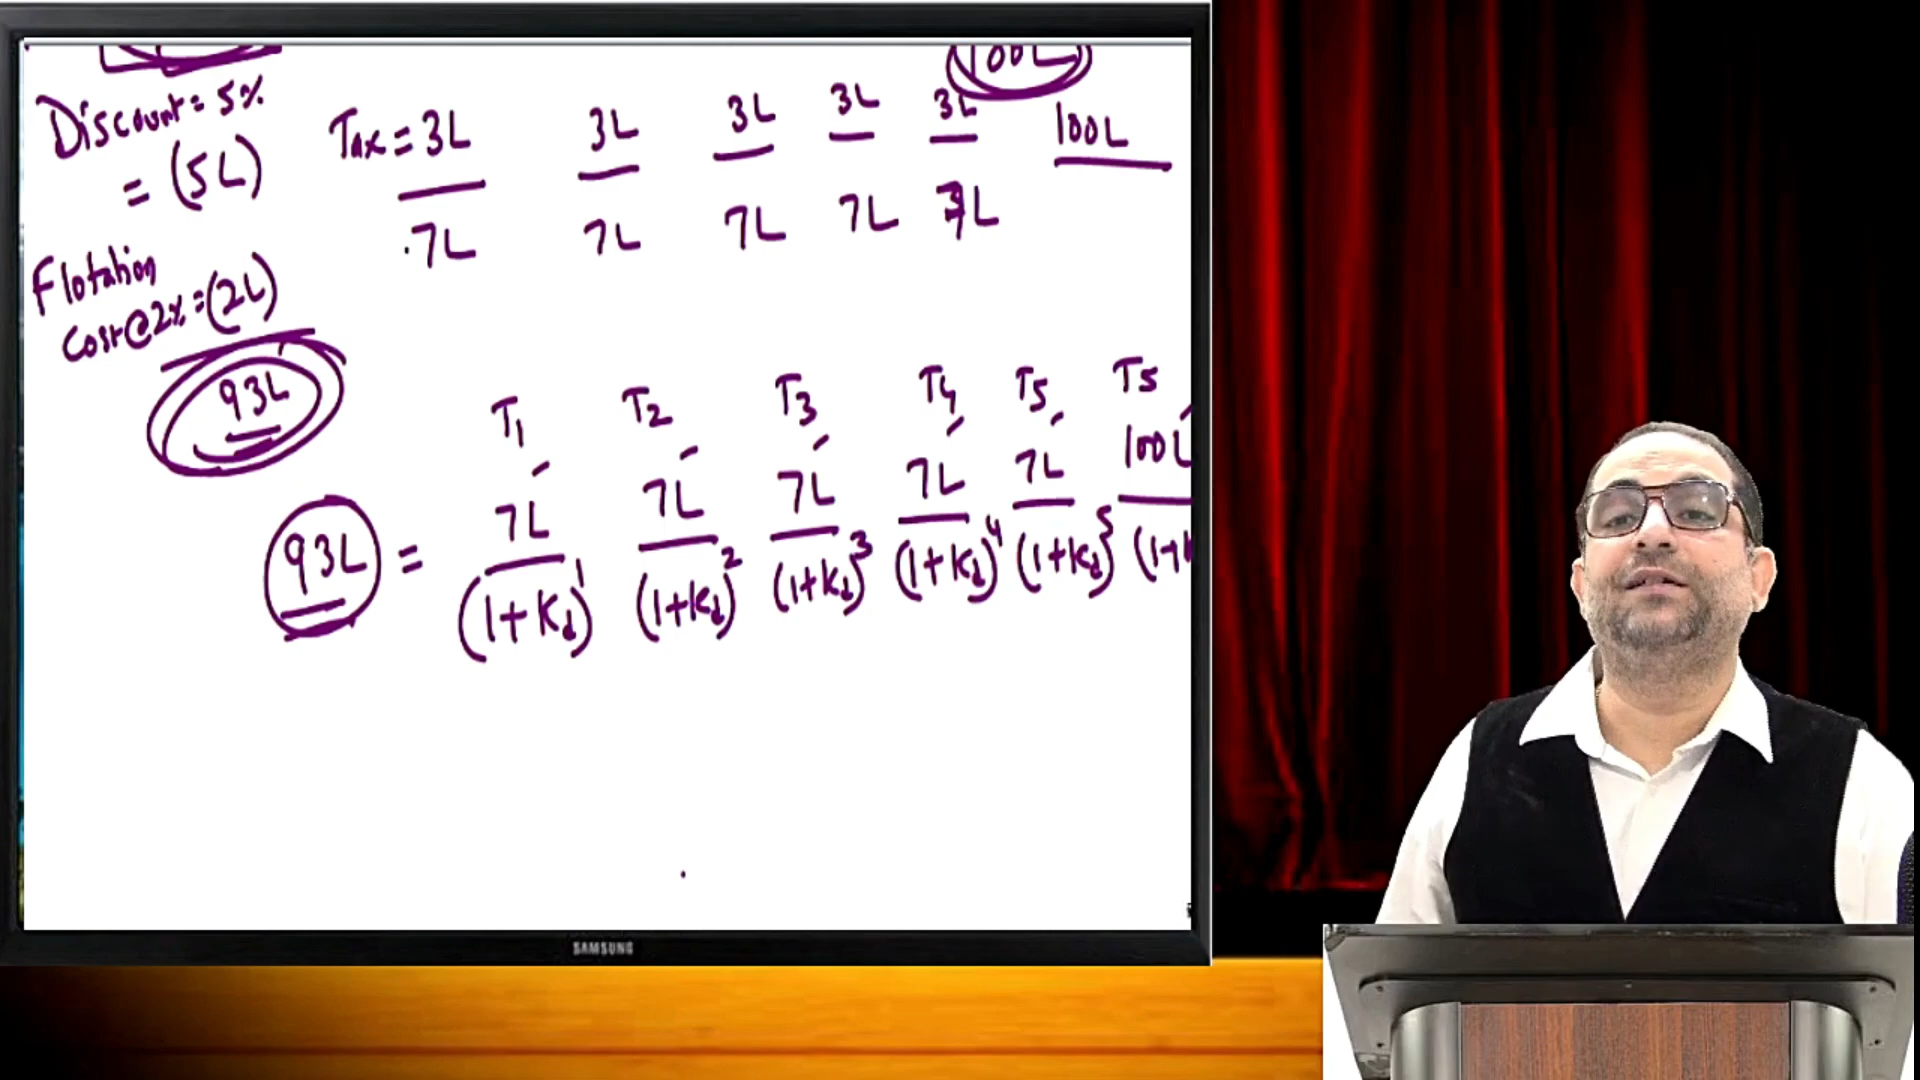 100L
Discount = 5%
= (5L)
Tax = 3L 3L 3L 3L 3L 100L
7L 7L 7L 7L 7L
Flotation
Cost@2% = (2L)
93L
T1 T2 T3 T4 T5 T5
93L = 7L 7L 7L 7L 7L 100L
(1+Kd)^1 (1+Kd)^2 (1+Kd)^3 (1+Kd)^4 (1+Kd)^5 (1+K
SAMSUNG